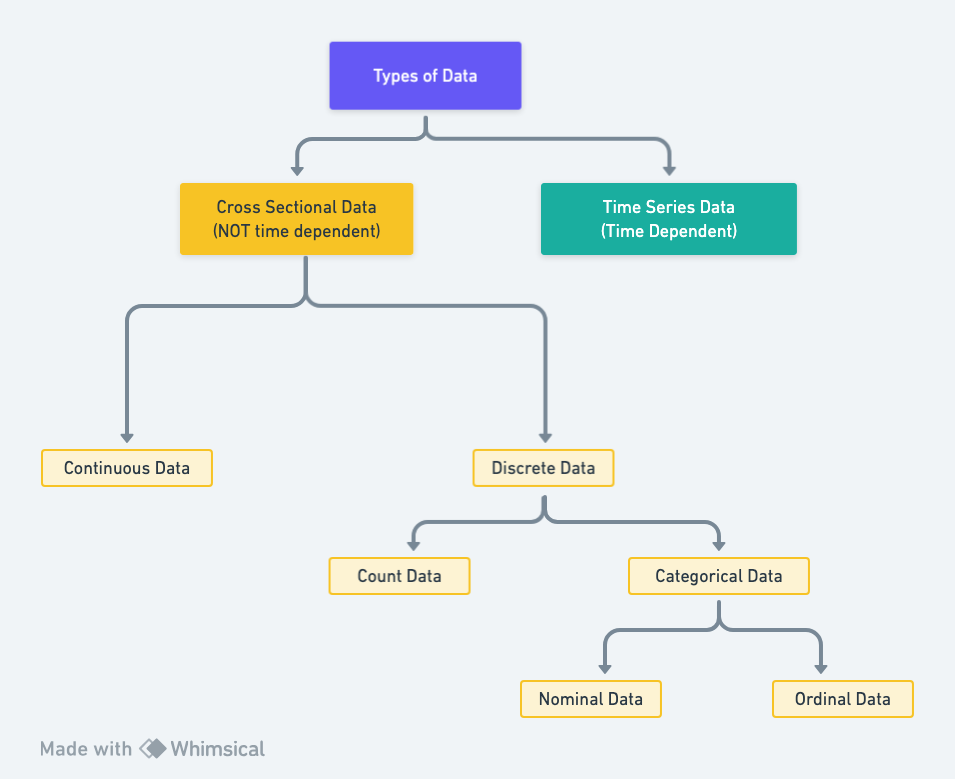 Types of Data
Cross Sectional Data
(NOT time dependent)
Time Series Data
(Time Dependent)
Continuous Data
Discrete Data
Count Data
Categorical Data
Nominal Data
Ordinal Data
Made with Whimsical